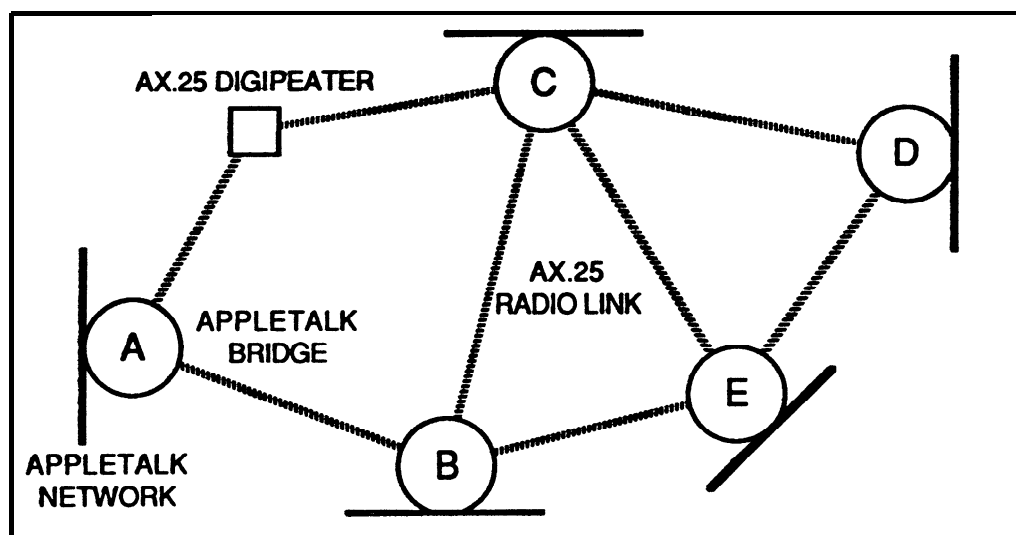 AX.25 DIGIPEATER
C
D
AX.25
RADIO LINK
A
APPLETALK
BRIDGE
E
B
APPLETALK
NETWORK